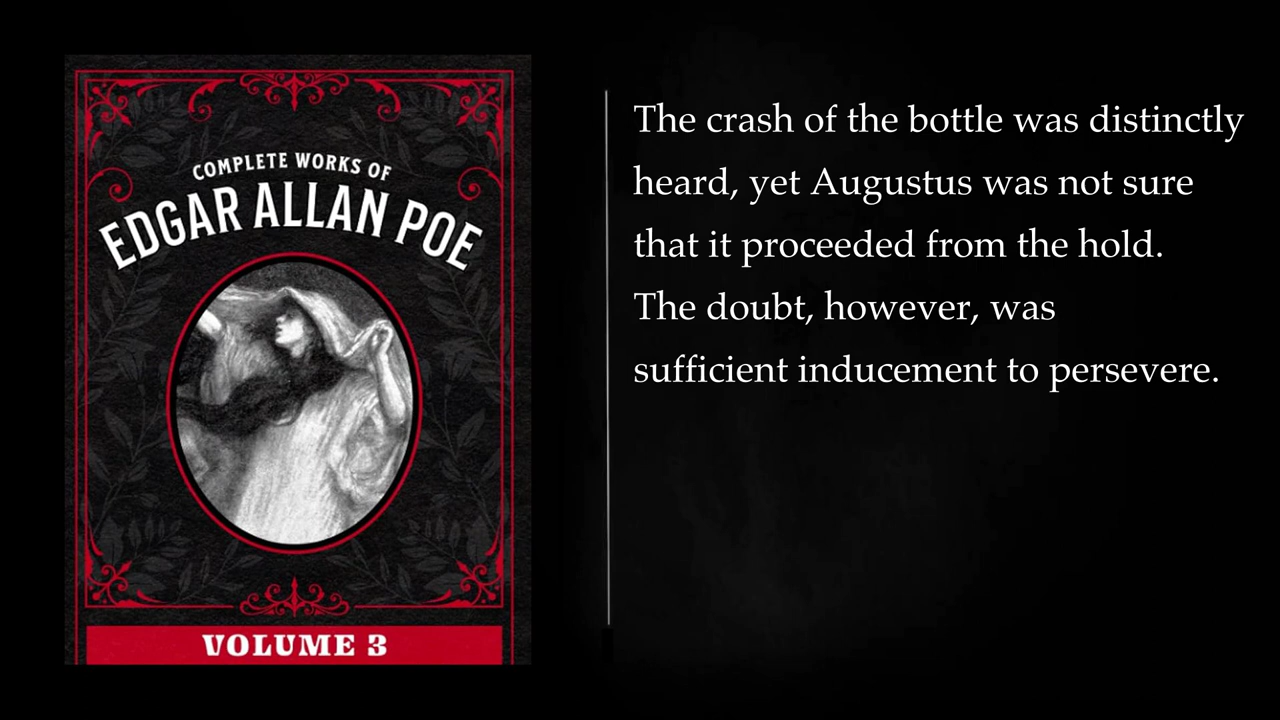 COMPLETE WORKS OF
EDGAR ALLAN POE
VOLUME 3
The crash of the bottle was distinctly
heard, yet Augustus was not sure
that it proceeded from the hold.
The doubt, however, was
sufficient inducement to persevere.